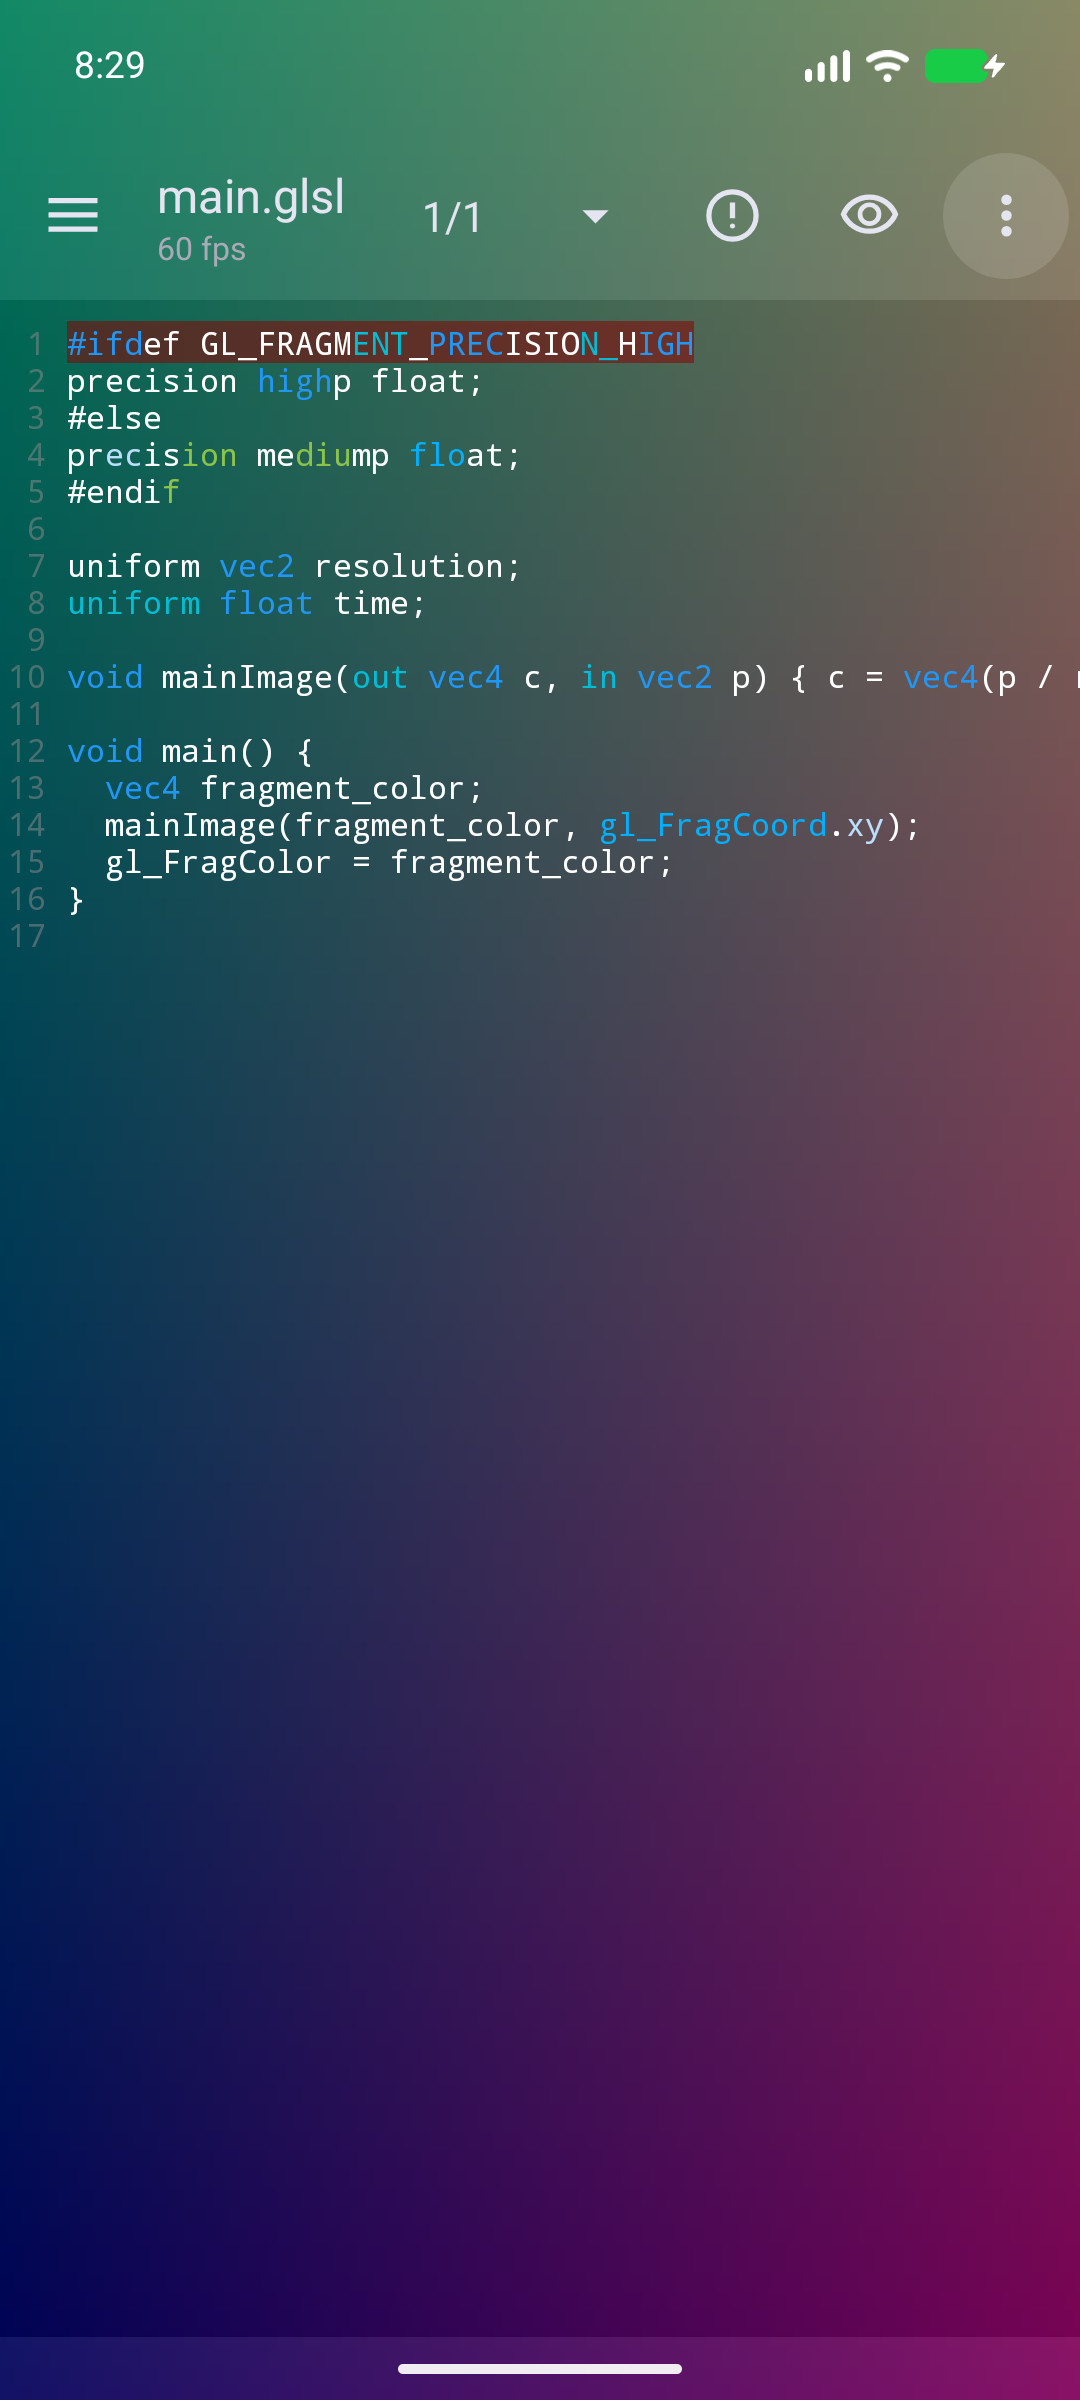 8:29
main.glsl
60 fps
1/1
1 #ifdef GL_FRAGMENT_PRECISION_HIGH
2 precision highp float;
3 #else
4 precision mediump float;
5 #endif
6
7 uniform vec2 resolution;
8 uniform float time;
9
10 void mainImage(out vec4 c, in vec2 p) { c = vec4(p /
11
12 void main() {
13   vec4 fragment_color;
14   mainImage(fragment_color, gl_FragCoord.xy);
15   gl_FragColor = fragment_color;
16 }
17